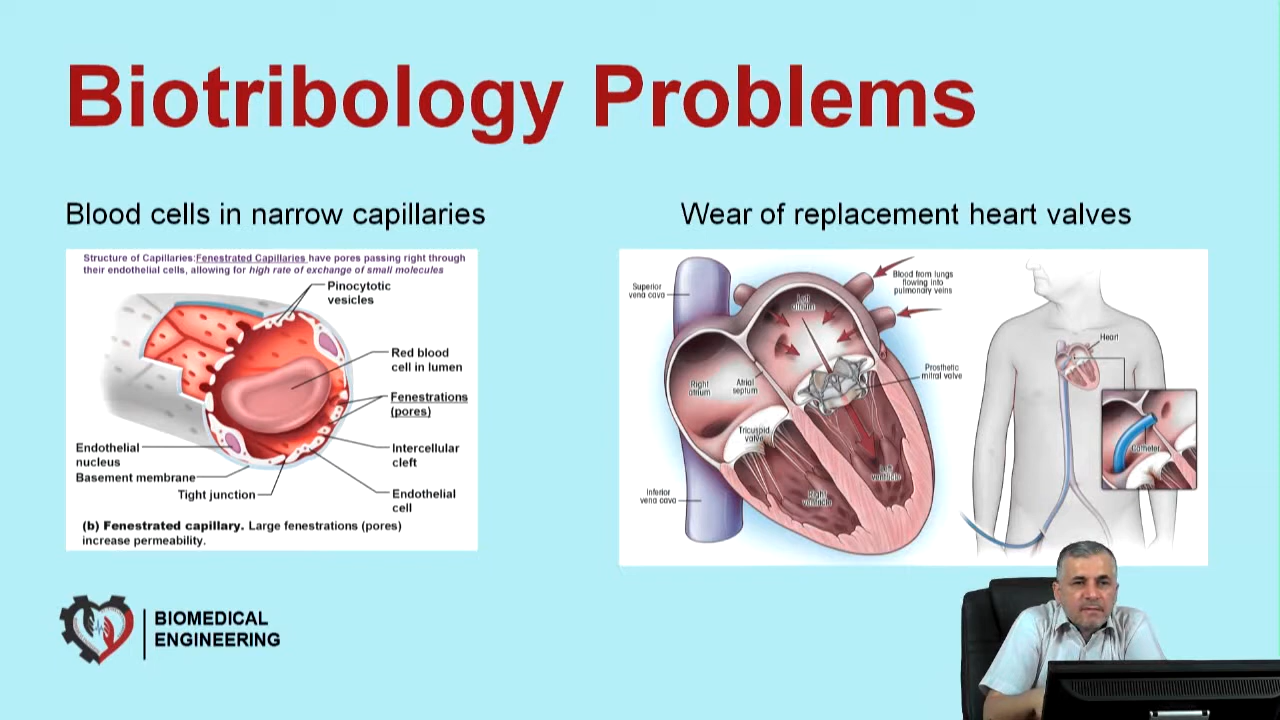 Biotribology Problems
Blood cells in narrow capillaries
Structure of Capillaries:Fenestrated Capillaries have pores passing right through
their endothelial cells, allowing for high rate of exchange of small molecules
Pinocytotic
vesicles
Red blood
cell in lumen
Fenestrations
(pores)
Intercellular
cleft
Endothelial
cell
Endothelial
nucleus
Basement membrane
Tight junction
(b) Fenestrated capillary. Large fenestrations (pores)
increase permeability.
Wear of replacement heart valves
Superior
vena cava
Blood from lungs
flowing into
pulmonary veins
Left
atrium
Right
atrium
Atrial
septum
Prosthetic
mitral valve
Tricuspid
valve
Left
ventricle
Right
ventricle
Inferior
vena cava
Heart
Catheter
BIOMEDICAL
ENGINEERING